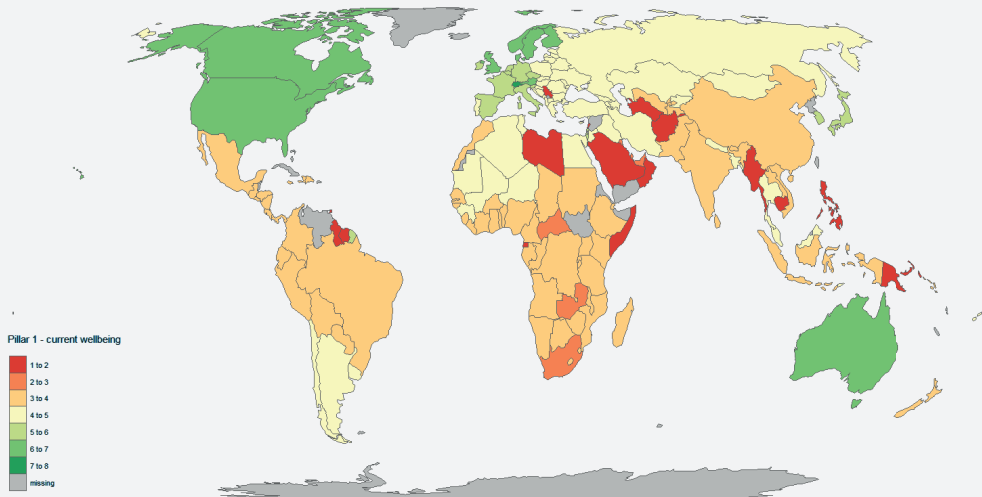 Pillar 1 - current wellbeing
1 to 2
2 to 3
3 to 4
4 to 5
5 to 6
6 to 7
7 to 8
missing